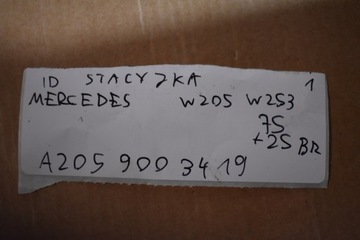 ID STACYJKA 1
MERCEDES W205 W253
75
+25 BR
A205 900 34 19